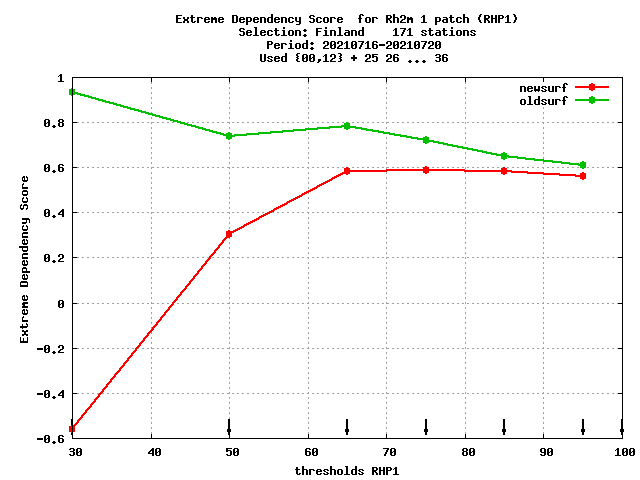 Extreme Dependency Score  for Rh2m 1 patch (RHP1)
Selection: Finland    171 stations
Period: 20210716-20210720
Used {00,12} + 25 26 ... 36
newsurf
oldsurf
Extreme Dependency Score
1
0.8
0.6
0.4
0.2
0
-0.2
-0.4
-0.6
30 40 50 60 70 80 90 100
thresholds RHP1